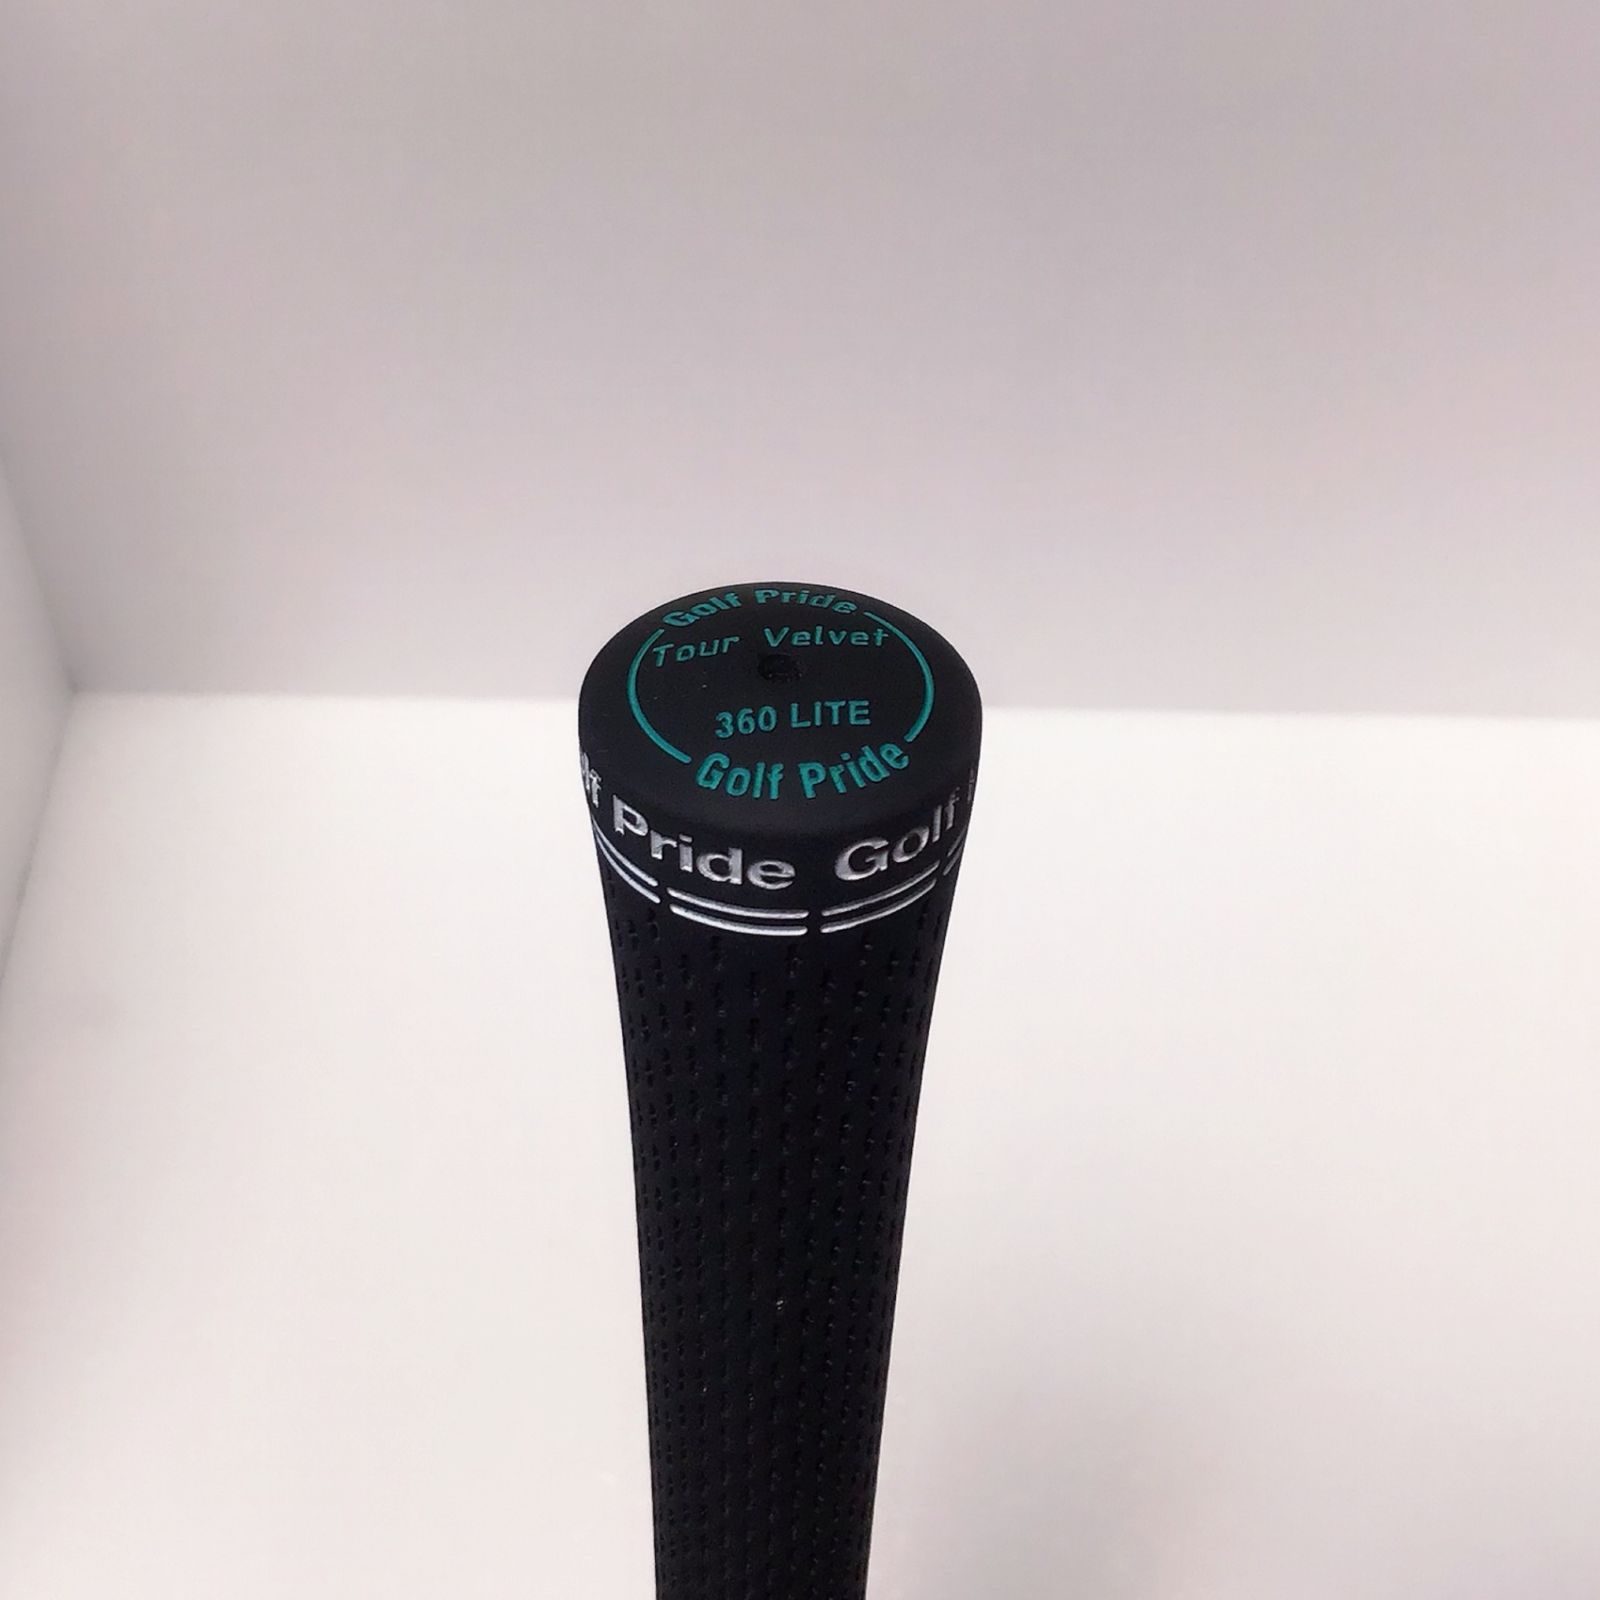 Golf Pride
Tour Velvet
360 LITE
Golf Pride
Pride Golf